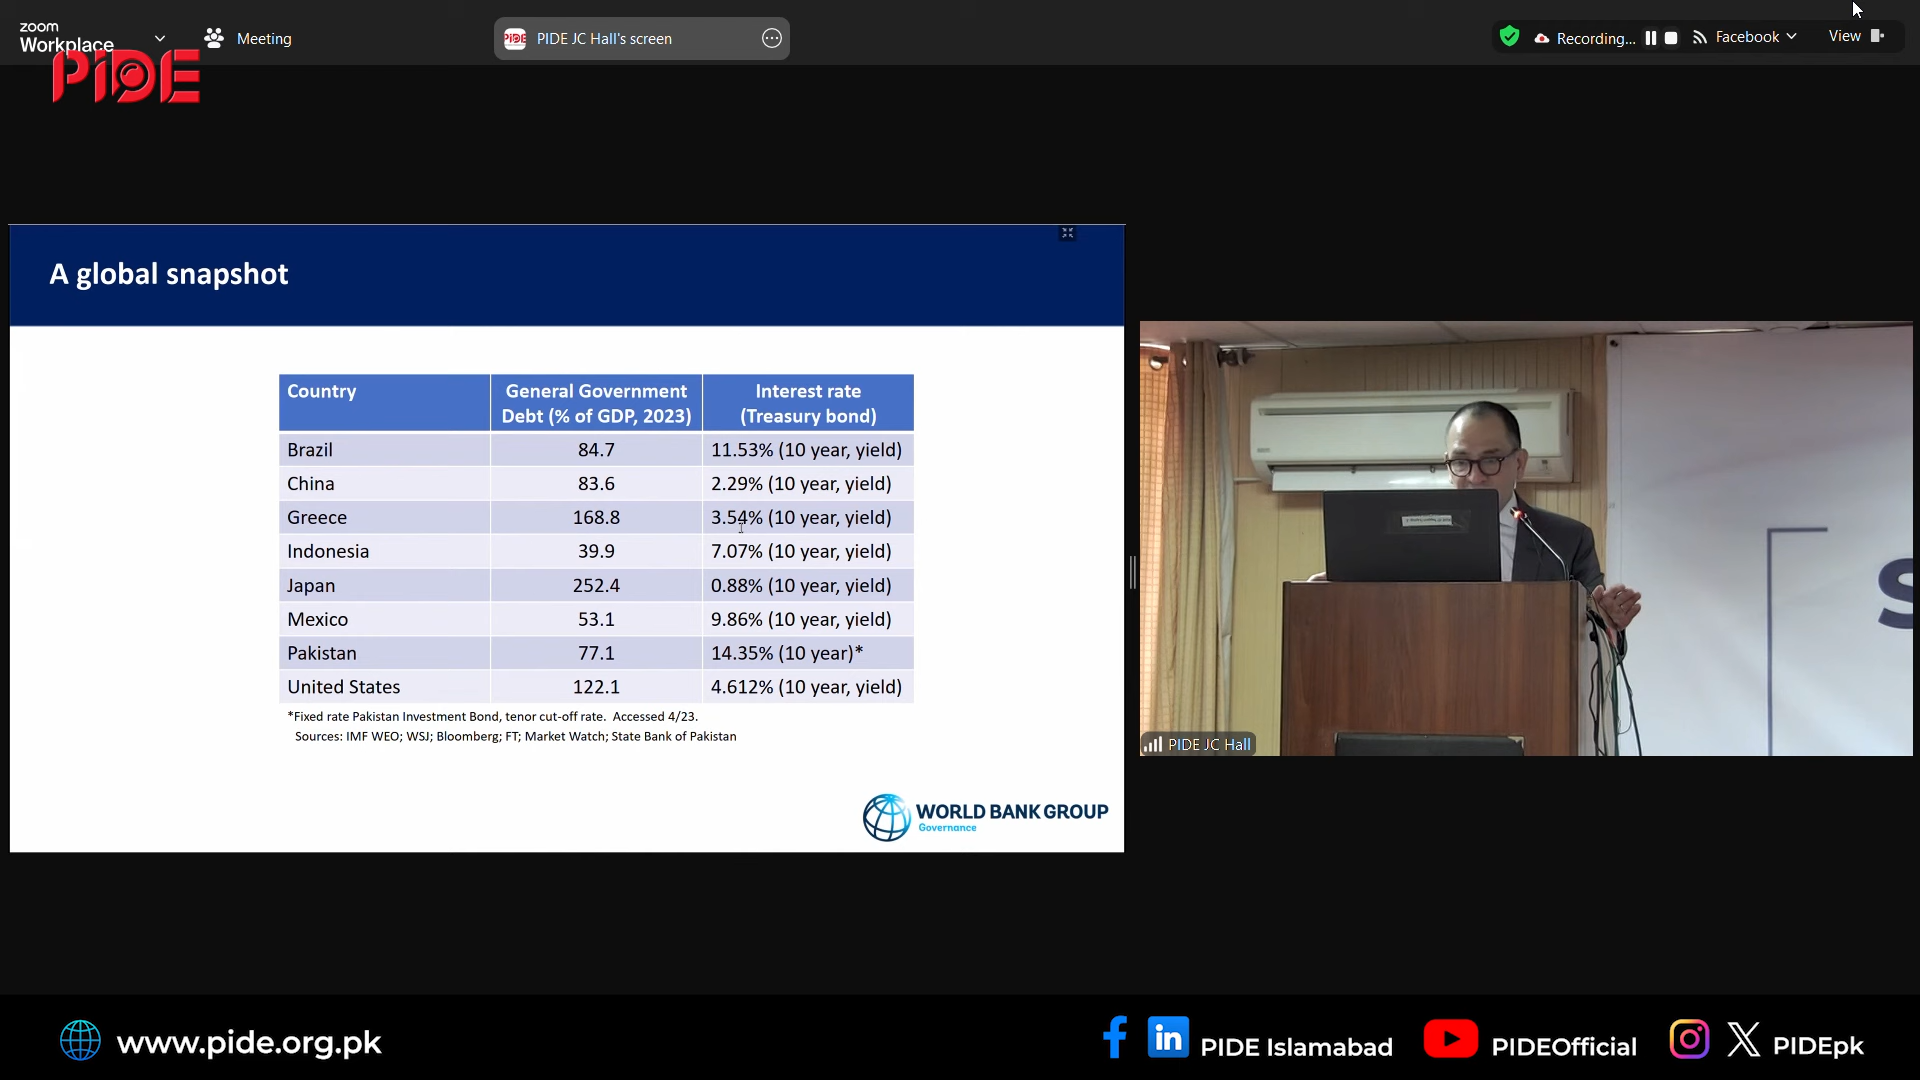 zoom
Workplace
Meeting
PIDE JC Hall's screen
Recording...
Facebook
View
PIDE
A global snapshot
Country General Government Debt (% of GDP, 2023) Interest rate (Treasury bond)
Brazil 84.7 11.53% (10 year, yield)
China 83.6 2.29% (10 year, yield)
Greece 168.8 3.54% (10 year, yield)
Indonesia 39.9 7.07% (10 year, yield)
Japan 252.4 0.88% (10 year, yield)
Mexico 53.1 9.86% (10 year, yield)
Pakistan 77.1 14.35% (10 year)*
United States 122.1 4.612% (10 year, yield)
*Fixed rate Pakistan Investment Bond, tenor cut-off rate. Accessed 4/23.
Sources: IMF WEO; WSJ; Bloomberg; FT; Market Watch; State Bank of Pakistan
WORLD BANK GROUP
Governance
S
PIDE JC Hall
www.pide.org.pk
PIDE Islamabad
PIDEOfficial
PIDEpk